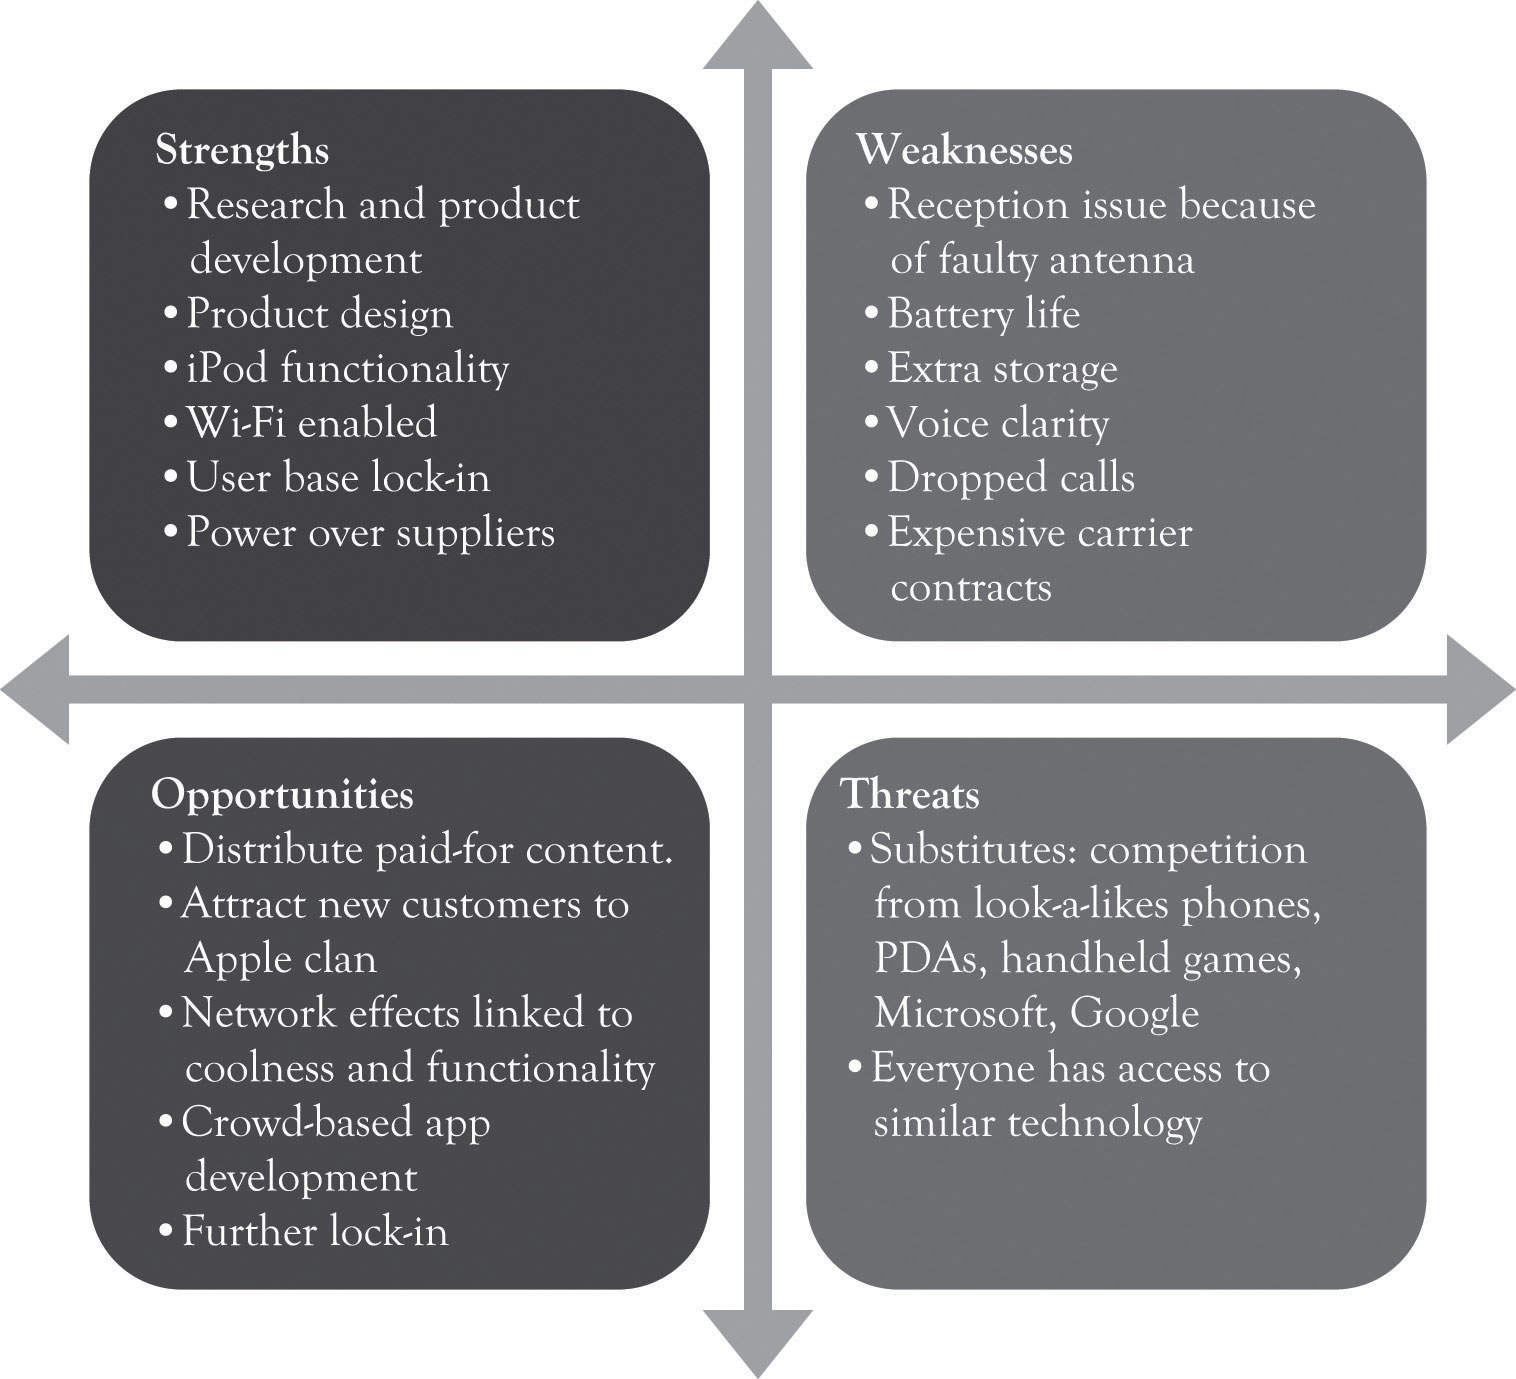 Strengths
• Research and product
development
• Product design
• iPod functionality
• Wi-Fi enabled
• User base lock-in
• Power over suppliers
Weaknesses
• Reception issue because
of faulty antenna
• Battery life
• Extra storage
• Voice clarity
• Dropped calls
• Expensive carrier
contracts
Opportunities
• Distribute paid-for content.
• Attract new customers to
Apple clan
• Network effects linked to
coolness and functionality
• Crowd-based app
development
• Further lock-in
Threats
• Substitutes: competition
from look-a-likes phones,
PDAs, handheld games,
Microsoft, Google
• Everyone has access to
similar technology